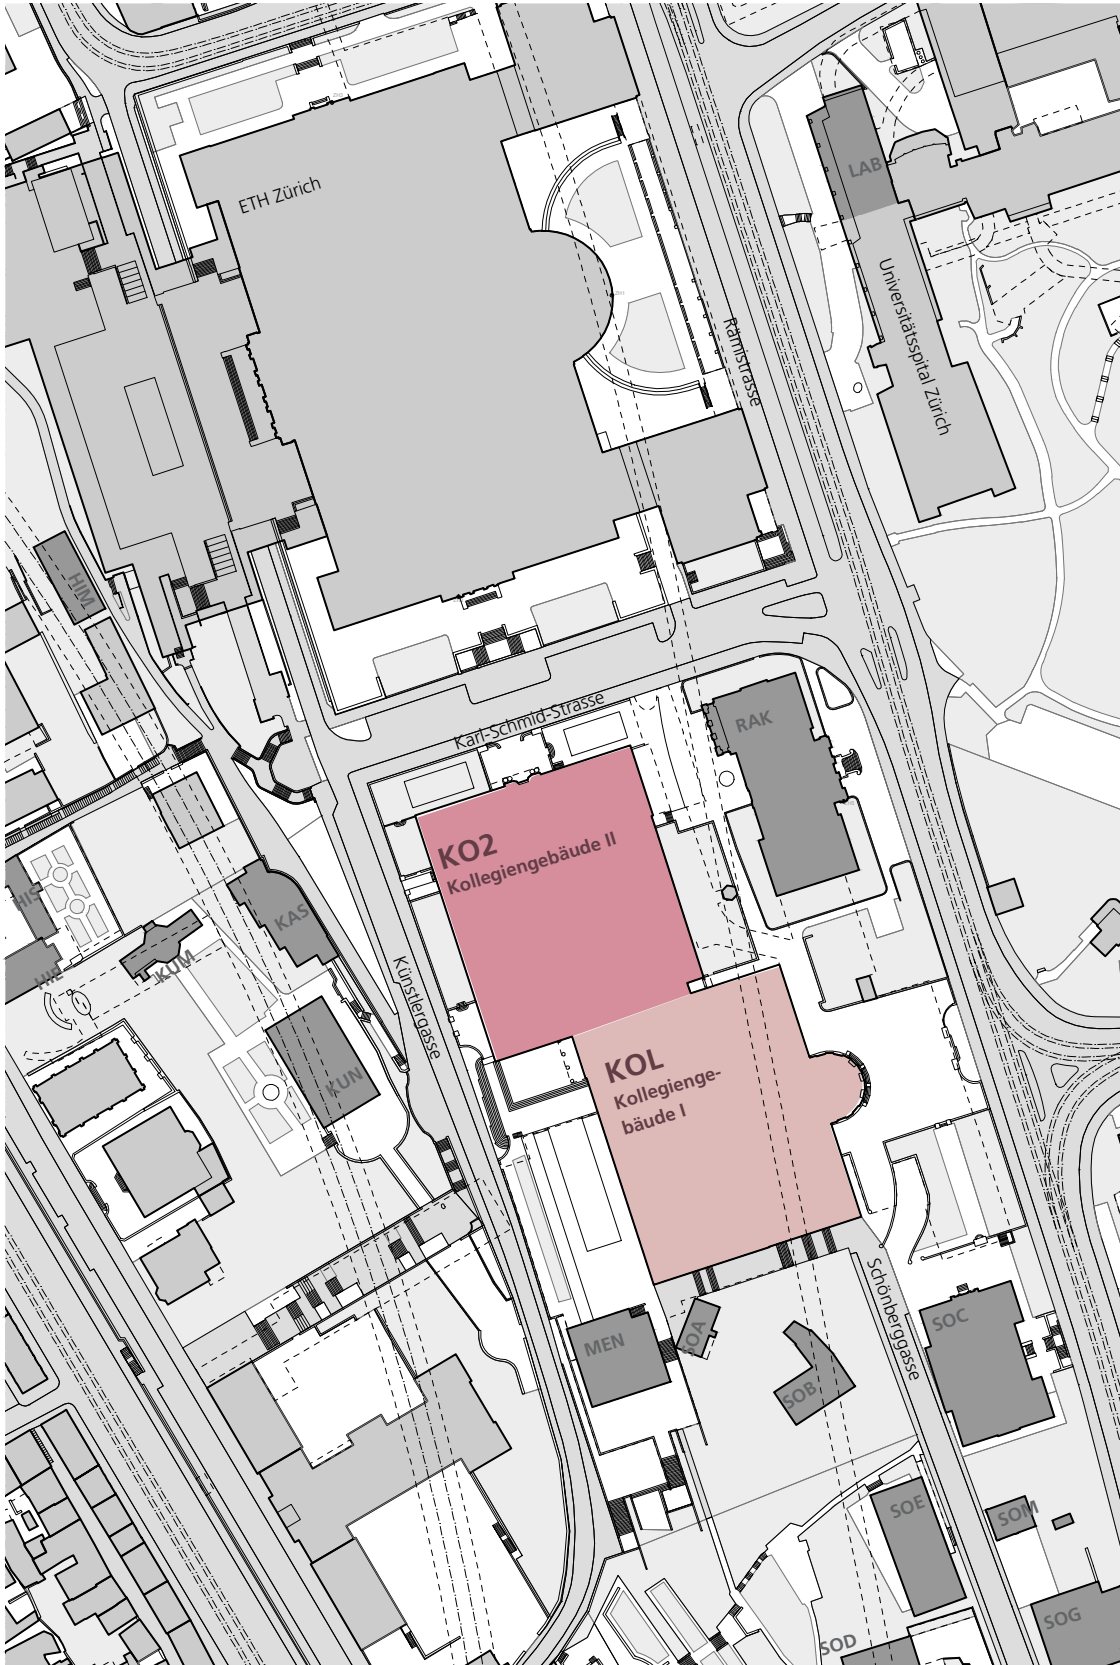 ETH Zürich
LAB
Universitätsspital Zürich
Rämistrasse
HIM
Karl-Schmid-Strasse
RAK
KO2
Kollegiengebäude II
HIS
KAS
KUM
HIE
Künstlergasse
KUN
KOL
Kollegienge-
bäude I
Schönberggasse
SOC
MEN
KOA
SOB
SOE
SOM
SOD
SOG